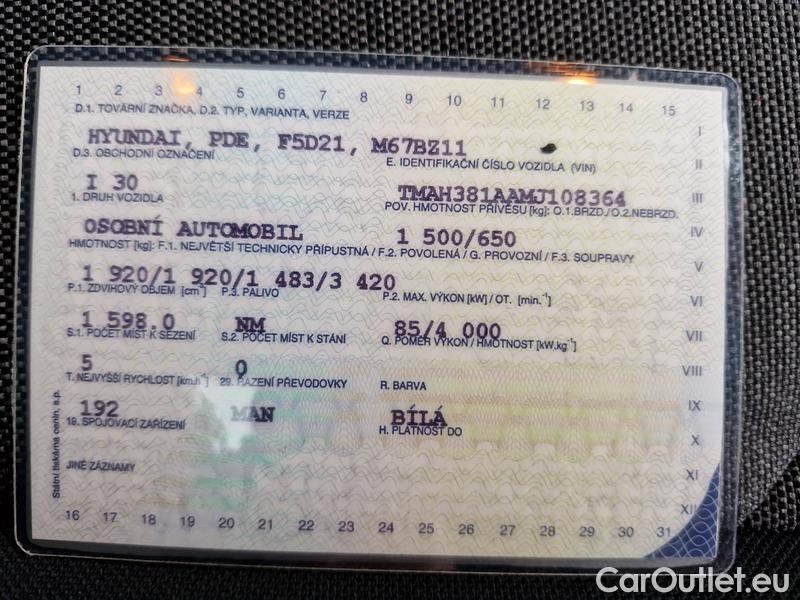 1 2 3 4 5 6 7 8 9 10 11 12 13 14 15
D.1. TOVÁRNÍ ZNAČKA, D.2. TYP, VARIANTA, VERZE
I
HYUNDAI, PDE, F5D21, M67BZ11
D.3. OBCHODNÍ OZNAČENÍ E. IDENTIFIKAČNÍ ČÍSLO VOZIDLA (VIN)
II
I 30 TMAH381AAMJ108364
III
1. DRUH VOZIDLA POV. HMOTNOST PŘÍVĚSU [kg]: O.1.BRZD./O.2.NEBRZD.
OSOBNÍ AUTOMOBIL 1 500/650
IV
HMOTNOST [kg]: F.1. NEJVĚTŠÍ TECHNICKY PŘÍPUSTNÁ / F.2. POVOLENÁ / G. PROVOZNÍ / F.3. SOUPRAVY
V
1 920/1 920/1 483/3 420
P.1. ZDVIHOVÝ OBJEM [cm³] P.3. PALIVO P.2. MAX. VÝKON [kW] / OT. [min.⁻¹]
VI
1 598.0 NM 85/4 000
VII
S.1. POČET MÍST K SEZENÍ S.2. POČET MÍST K STÁNÍ Q. POMĚR VÝKON / HMOTNOST [kW.kg⁻¹]
5 0
VIII
T. NEJVYŠŠÍ RYCHLOST [km.h⁻¹] 29. ŘAZENÍ PŘEVODOVKY R. BARVA
192 MAN BÍLÁ
IX
18. SPOJOVACÍ ZAŘÍZENÍ H. PLATNOST DO
X
JINÉ ZÁZNAMY
XI
XII
16 17 18 19 20 21 22 23 24 25 26 27 28 29 30 31
Státní tiskárna cenin, s.p.
CarOutlet.eu